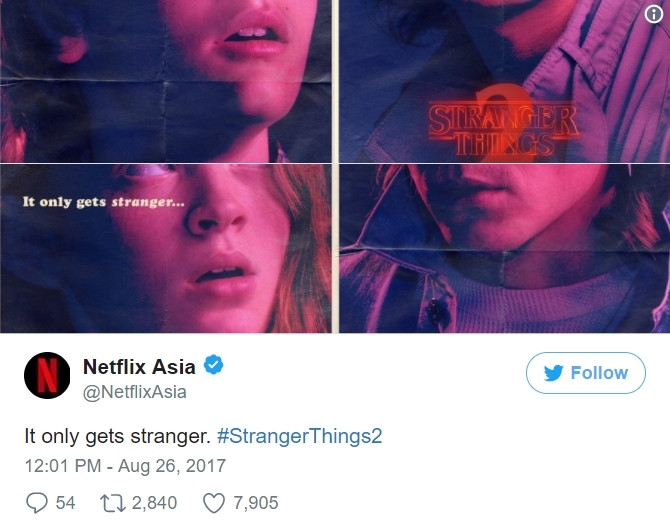 STRANGER
THINGS
2
It only gets stranger...
N
Netflix Asia
@NetflixAsia
Follow
It only gets stranger. #StrangerThings2
12:01 PM - Aug 26, 2017
54
2,840
7,905